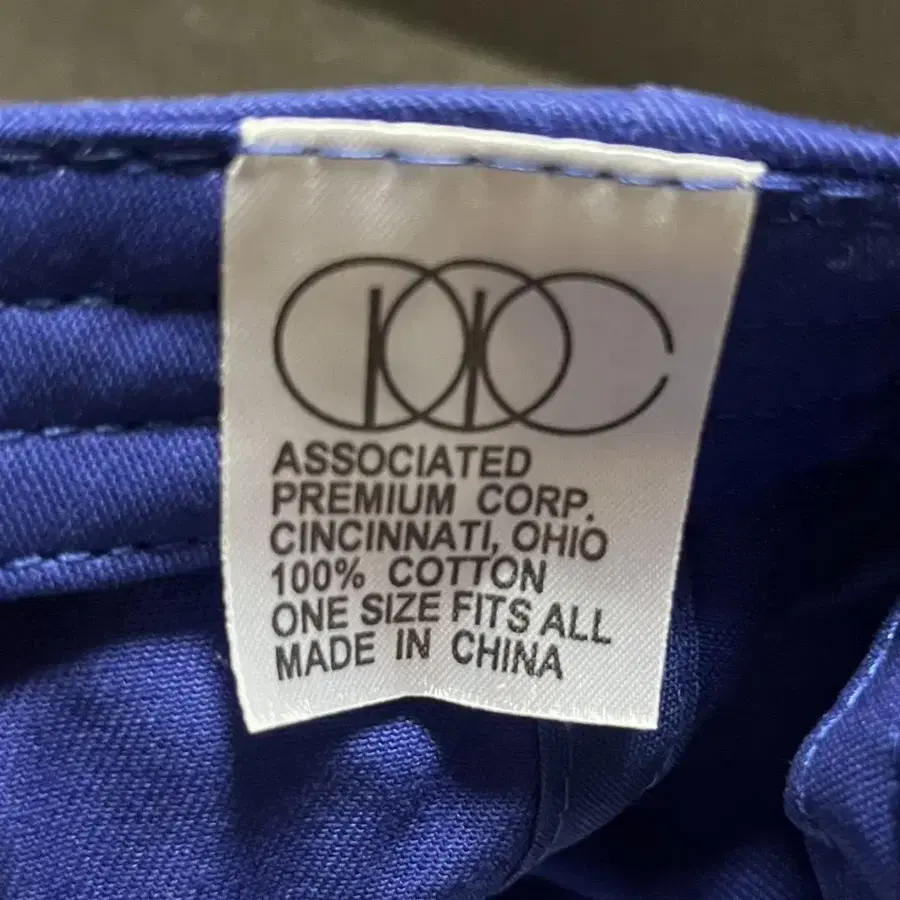 ASSOCIATED
PREMIUM CORP.
CINCINNATI, OHIO
100% COTTON
ONE SIZE FITS ALL
MADE IN CHINA